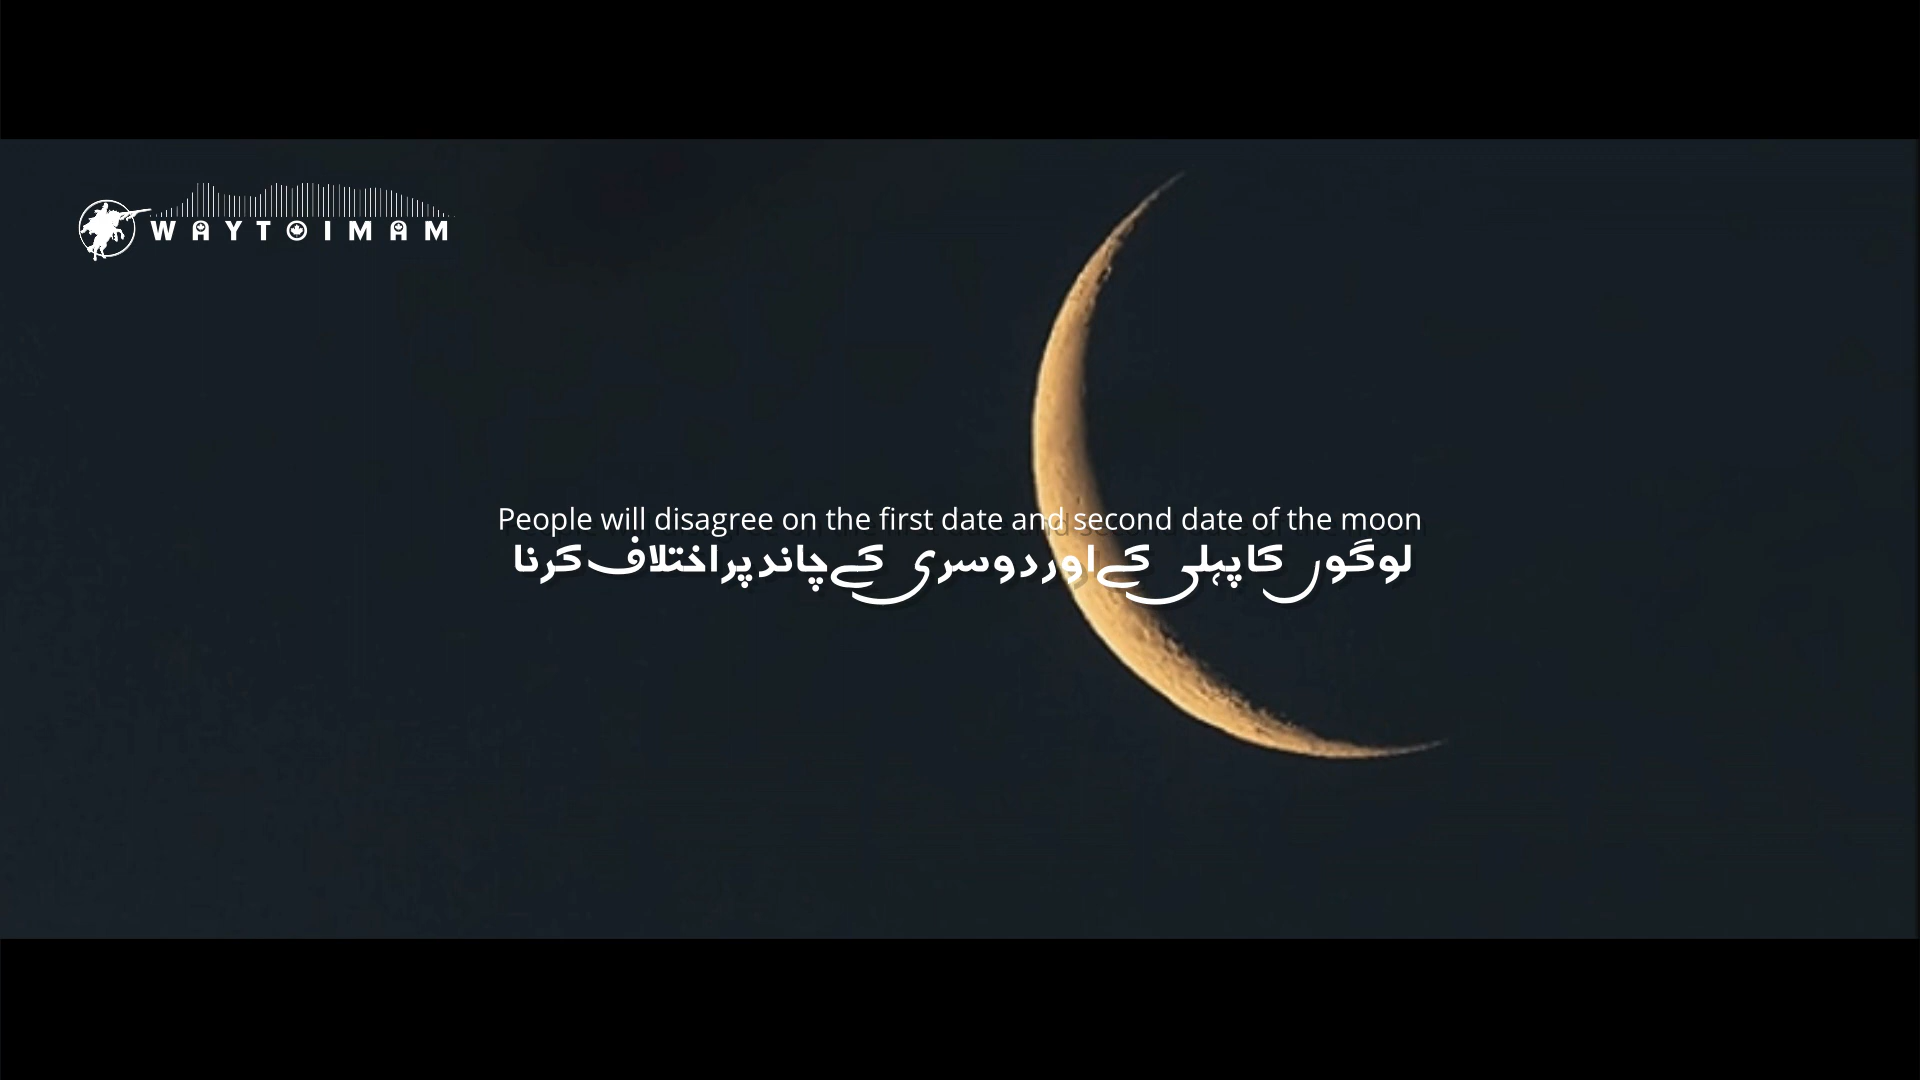 WAYTOIMAM
People will disagree on the first date and second date of the moon
لوگوں کا پہلی کے اور دوسری کے چاند پر اختلاف کرنا